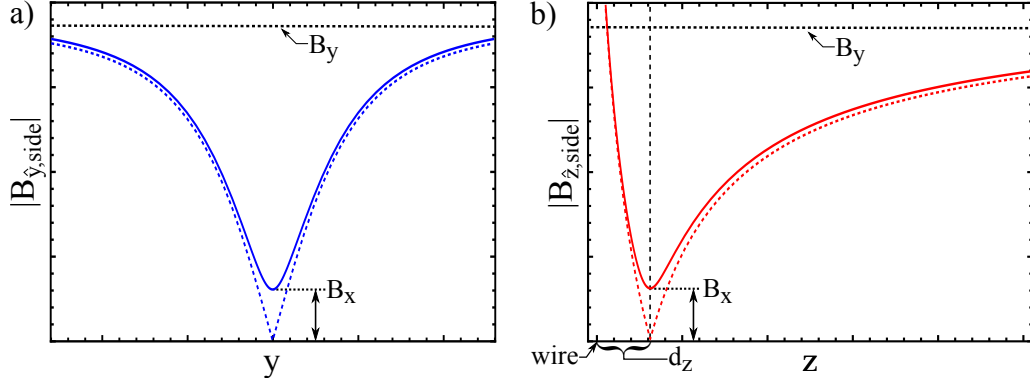 a)
B_y
|B_ŷ,side|
B_x
y
b)
B_y
|B_ẑ,side|
B_x
wire
d_z
z